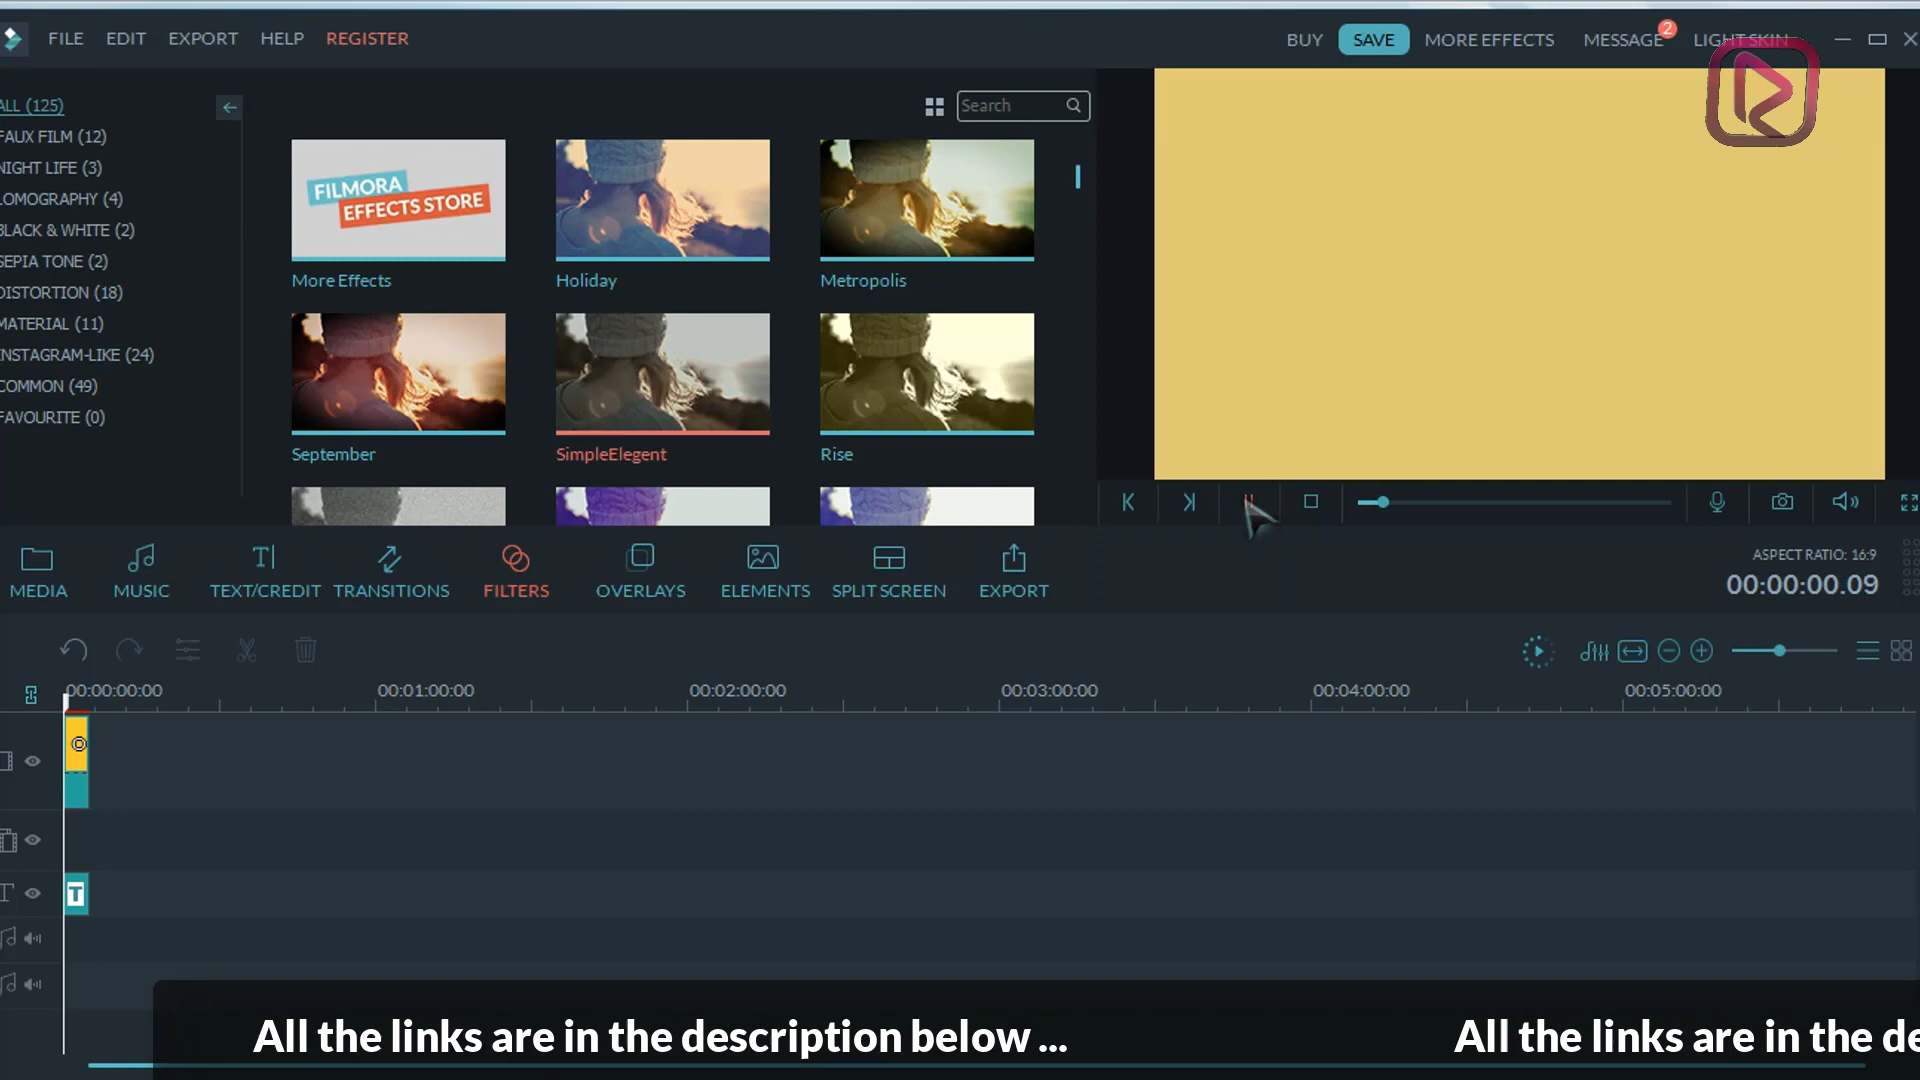 FILE EDIT EXPORT HELP REGISTER BUY SAVE MORE EFFECTS MESSAGE 2 LIGHT SKIN
ALL (125)
FAUX FILM (12)
NIGHT LIFE (3)
LOMOGRAPHY (4)
BLACK & WHITE (2)
SEPIA TONE (2)
DISTORTION (18)
MATERIAL (11)
INSTAGRAM-LIKE (24)
COMMON (49)
FAVOURITE (0)
Search
FILMORA
EFFECTS STORE
More Effects Holiday Metropolis
September SimpleElegent Rise
MEDIA MUSIC TEXT/CREDIT TRANSITIONS FILTERS OVERLAYS ELEMENTS SPLIT SCREEN EXPORT
ASPECT RATIO: 16:9
00:00:00.09
00:00:00:00 00:01:00:00 00:02:00:00 00:03:00:00 00:04:00:00 00:05:00:00
T
All the links are in the description below ... All the links are in the de